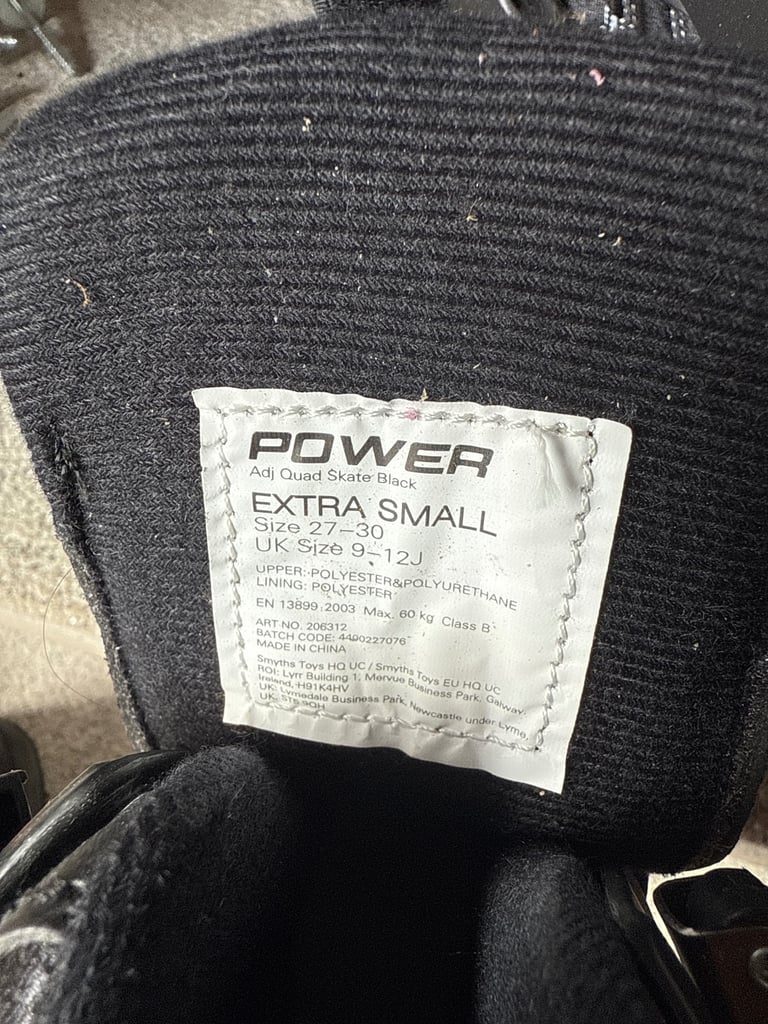 POWER
Adj Quad Skate Black
EXTRA SMALL
Size 27–30
UK Size 9–12J
UPPER: POLYESTER&POLYURETHANE
LINING: POLYESTER
EN 13899:2003 Max. 60 kg Class B
ART NO. 206312
BATCH CODE: 4490227076
MADE IN CHINA
Smyths Toys HQ UC / Smyths Toys EU HQ UC
ROI: Lyrr Building 1, Mervue Business Park, Galway,
Ireland, H91K4HV
UK: Lymedale Business Park, Newcastle under Lyme,
UK,